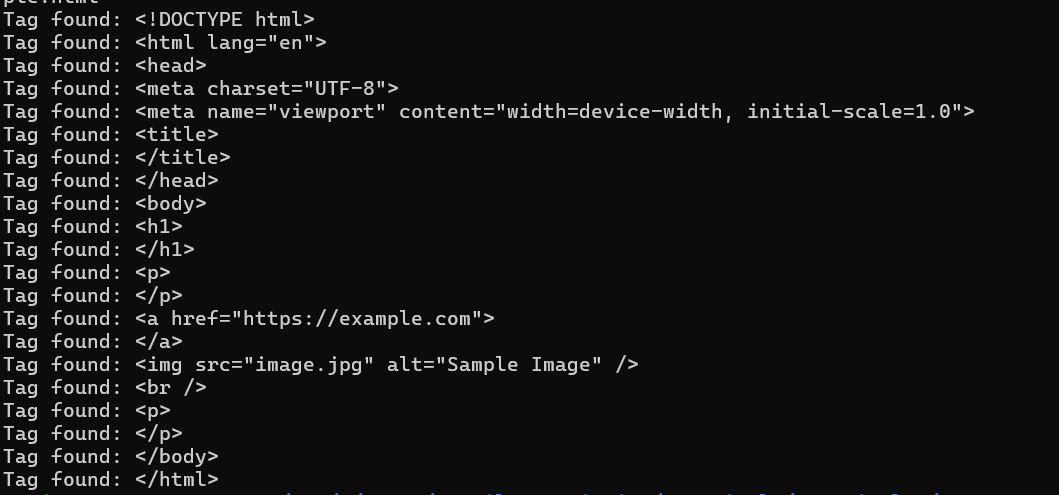 ple.html
Tag found: <!DOCTYPE html>
Tag found: <html lang="en">
Tag found: <head>
Tag found: <meta charset="UTF-8">
Tag found: <meta name="viewport" content="width=device-width, initial-scale=1.0">
Tag found: <title>
Tag found: </title>
Tag found: </head>
Tag found: <body>
Tag found: <h1>
Tag found: </h1>
Tag found: <p>
Tag found: </p>
Tag found: <a href="https://example.com">
Tag found: </a>
Tag found: <img src="image.jpg" alt="Sample Image" />
Tag found: <br />
Tag found: <p>
Tag found: </p>
Tag found: </body>
Tag found: </html>